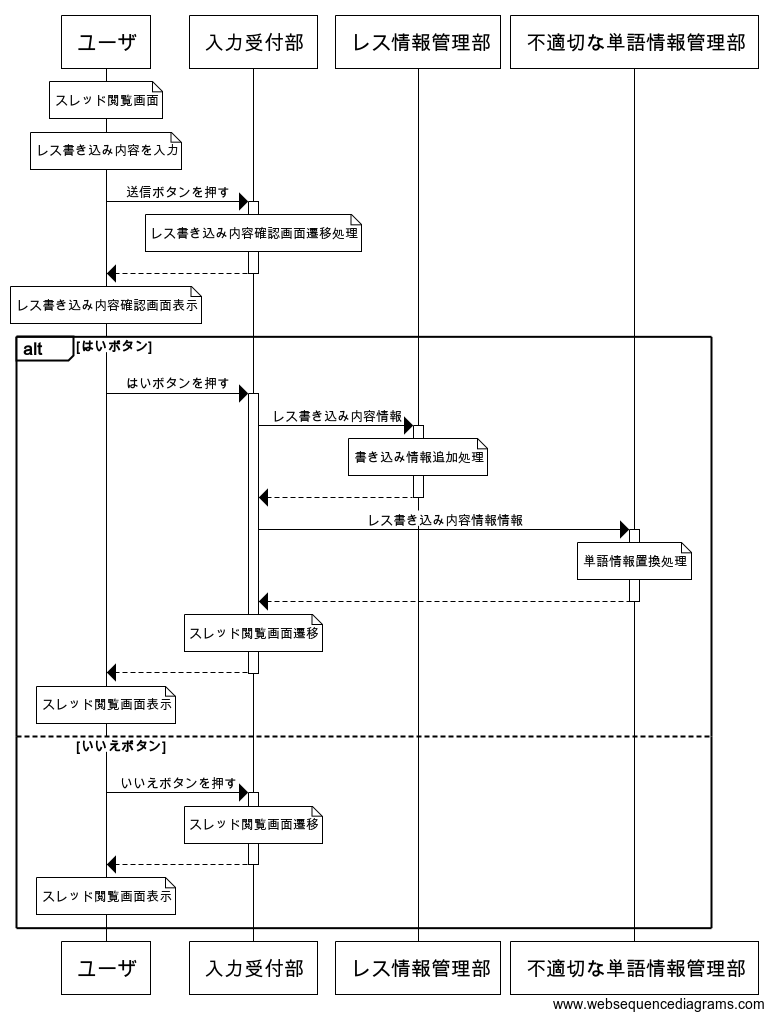 ユーザ 入力受付部 レス情報管理部 不適切な単語情報管理部
スレッド閲覧画面
レス書き込み内容を入力
送信ボタンを押す
レス書き込み内容確認画面遷移処理
レス書き込み内容確認画面表示
alt [はいボタン]
はいボタンを押す
レス書き込み内容情報
書き込み情報追加処理
レス書き込み内容情報情報
単語情報置換処理
スレッド閲覧画面遷移
スレッド閲覧画面表示
[いいえボタン]
いいえボタンを押す
スレッド閲覧画面遷移
スレッド閲覧画面表示
ユーザ 入力受付部 レス情報管理部 不適切な単語情報管理部
www.websequencediagrams.com